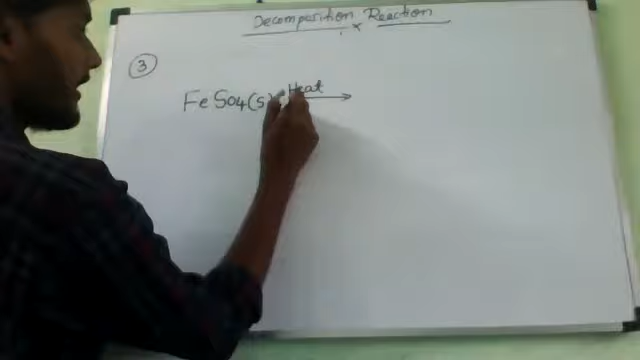 Decomposition Reaction
3
Heat
FeSO4(s) →